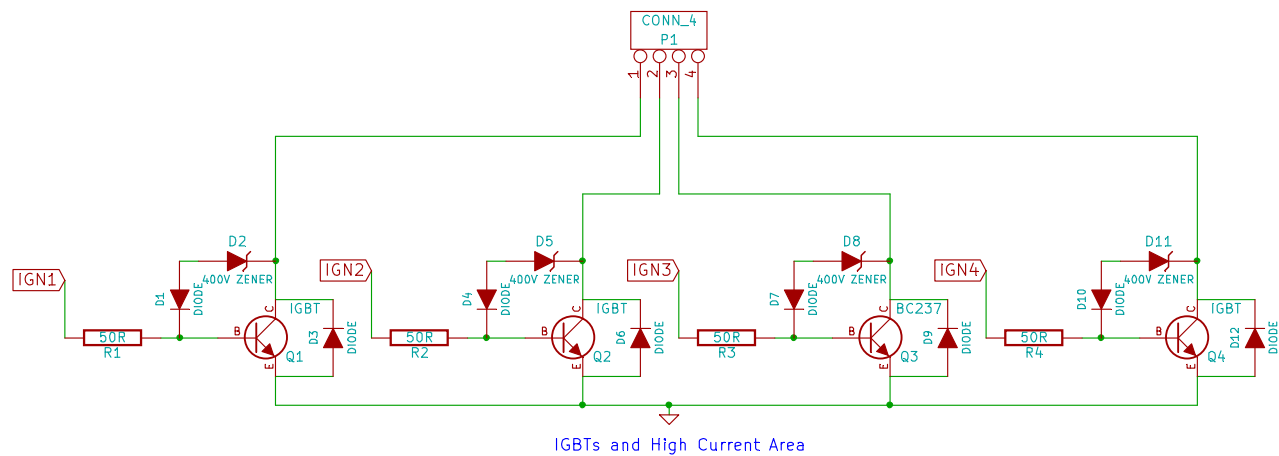 CONN_4
P1
1 2 3 4
D2 D5 D8 D11
IGN1 IGN2 IGN3 IGN4
400V ZENER 400V ZENER 400V ZENER 400V ZENER
D1 DIODE D4 DIODE D7 DIODE D10 DIODE
C IGBT C IGBT C BC237 C IGBT
50R B D3 DIODE 50R B D6 DIODE 50R B D9 DIODE 50R B D12 DIODE
R1 Q1 R2 Q2 R3 Q3 R4 Q4
E E E E
IGBTs and High Current Area